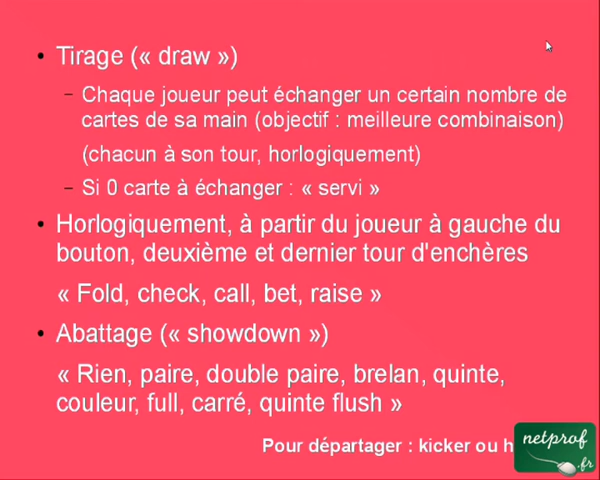 Tirage (« draw »)
Chaque joueur peut échanger un certain nombre de
cartes de sa main (objectif : meilleure combinaison)
(chacun à son tour, horlogiquement)
Si 0 carte à échanger : « servi »
Horlogiquement, à partir du joueur à gauche du
bouton, deuxième et dernier tour d'enchères
« Fold, check, call, bet, raise »
Abattage (« showdown »)
« Rien, paire, double paire, brelan, quinte,
couleur, full, carré, quinte flush »
Pour départager : kicker ou
netprof
.fr